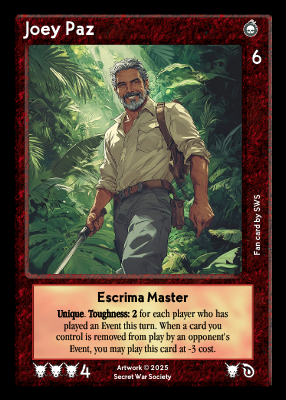 Joey Paz
6
Fan card by SWS
Escrima Master
Unique. Toughness: 2 for each player who has
played an Event this turn. When a card you
control is removed from play by an opponent's
Event, you may play this card at -3 cost.
4
Artwork © 2025
Secret War Society